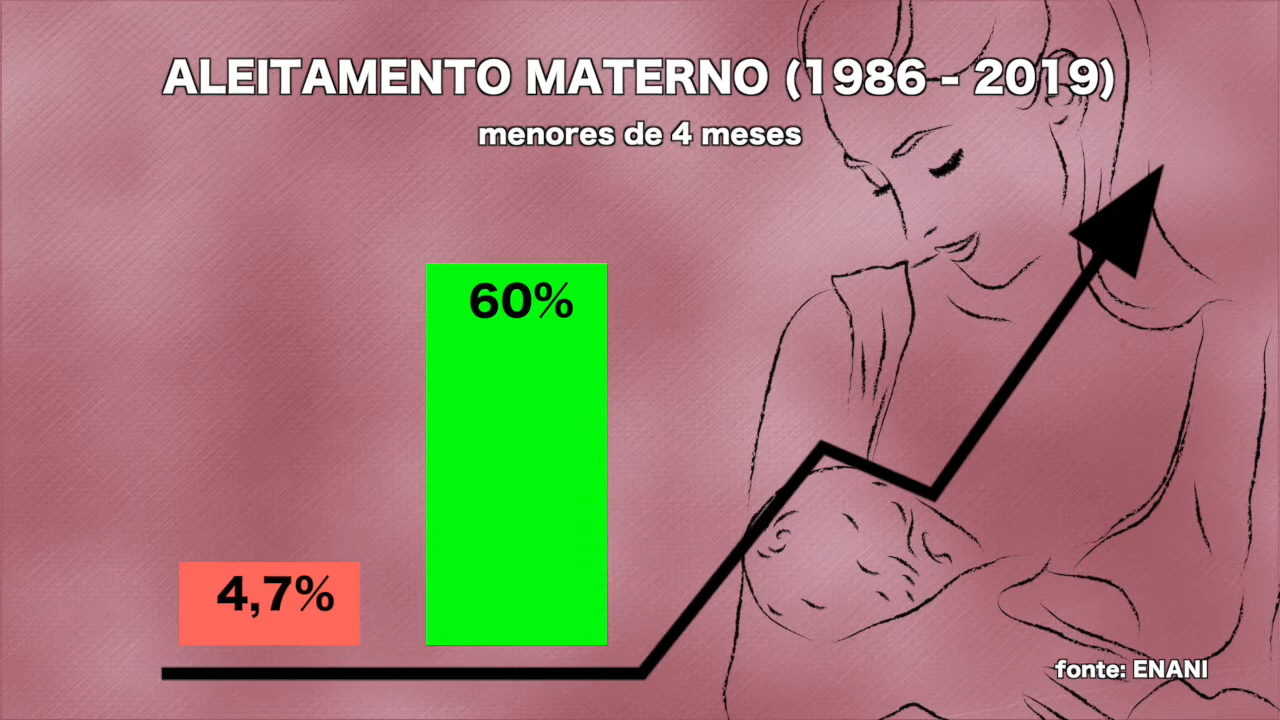 ALEITAMENTO MATERNO (1986 - 2019)
menores de 4 meses
60%
4,7%
fonte: ENANI